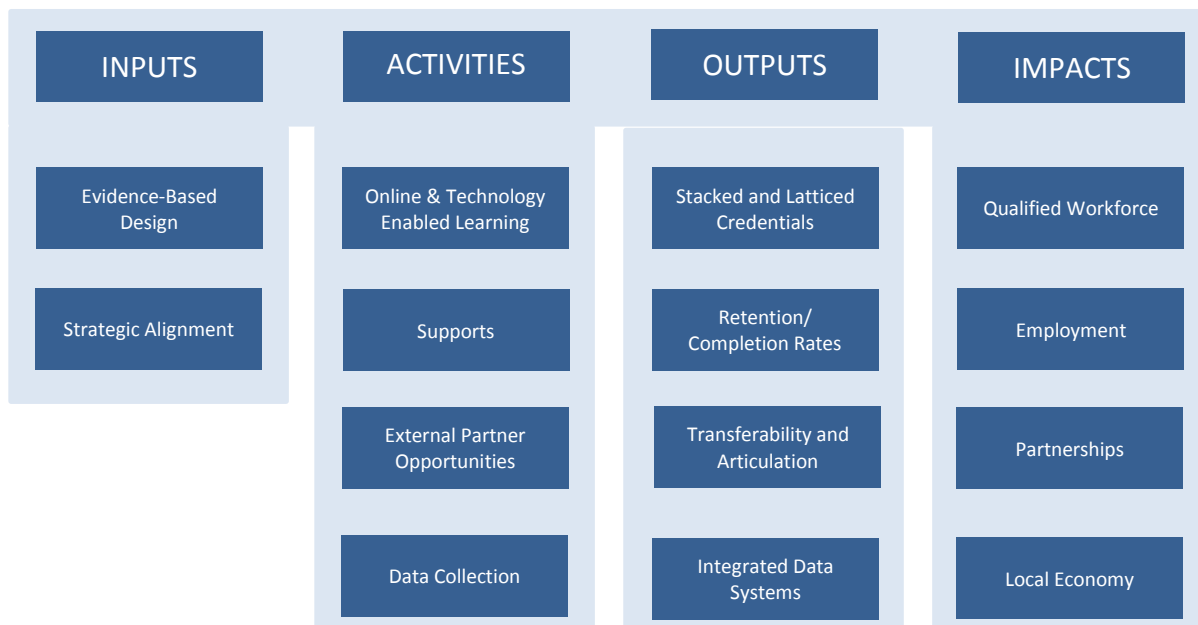 INPUTS
ACTIVITIES
OUTPUTS
IMPACTS
Evidence-Based
Design
Strategic Alignment
Online & Technology
Enabled Learning
Supports
External Partner
Opportunities
Data Collection
Stacked and Latticed
Credentials
Retention/
Completion Rates
Transferability and
Articulation
Integrated Data
Systems
Qualified Workforce
Employment
Partnerships
Local Economy